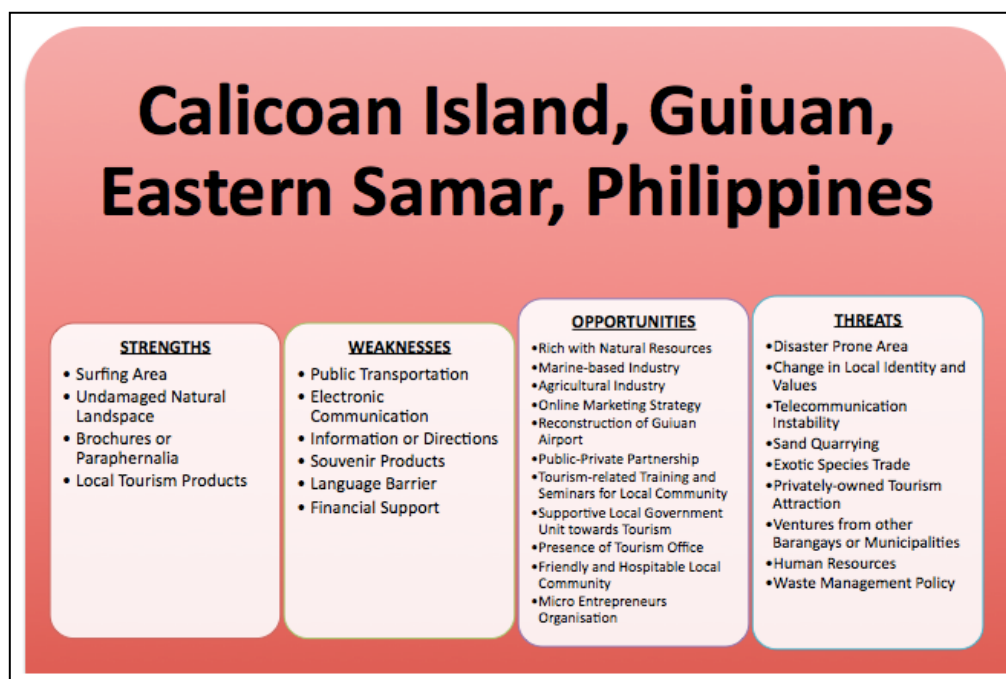 Calicoan Island, Guiuan,
Eastern Samar, Philippines
STRENGTHS
• Surfing Area
• Undamaged Natural
Landspace
• Brochures or
Paraphernalia
• Local Tourism Products
WEAKNESSES
• Public Transportation
• Electronic
Communication
• Information or Directions
• Souvenir Products
• Language Barrier
• Financial Support
OPPORTUNITIES
•Rich with Natural Resources
•Marine-based Industry
•Agricultural Industry
•Online Marketing Strategy
•Reconstruction of Guiuan
Airport
•Public-Private Partnership
•Tourism-related Training and
Seminars for Local Community
•Supportive Local Government
Unit towards Tourism
•Presence of Tourism Office
•Friendly and Hospitable Local
Community
•Micro Entrepreneurs
Organisation
THREATS
•Disaster Prone Area
•Change in Local Identity and
Values
•Telecommunication
Instability
•Sand Quarrying
•Exotic Species Trade
•Privately-owned Tourism
Attraction
•Ventures from other
Barangays or Municipalities
•Human Resources
•Waste Management Policy